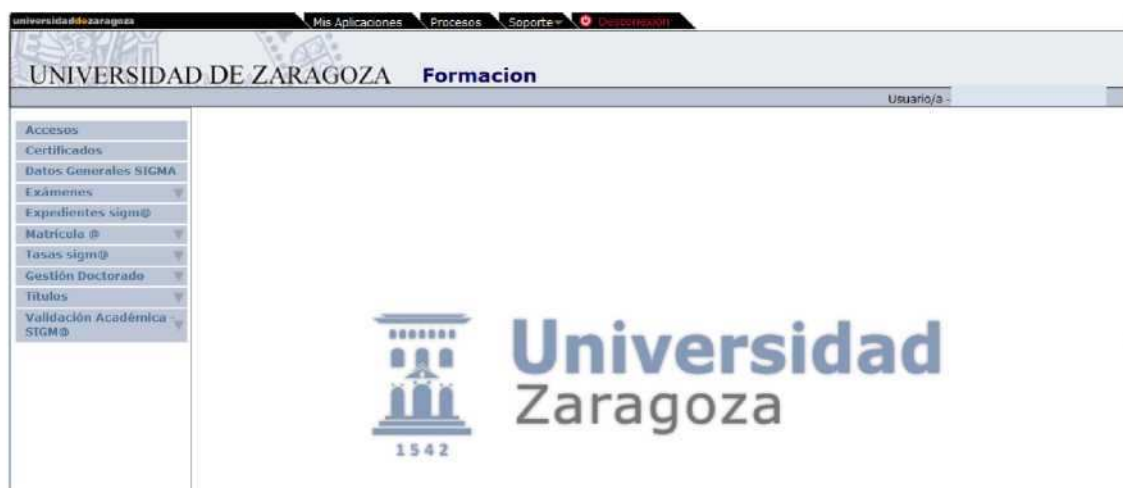 universidaddezaragoza
Mis Aplicaciones Procesos Soporte Desconexión
UNIVERSIDAD DE ZARAGOZA Formacion
Usuario/a -
Accesos
Certificados
Datos Generales SIGMA
Exámenes
Expedientes sigm@
Matrícula @
Tasas sigm@
Gestión Doctorado
Títulos
Validación Académica -
SIGM@
Universidad
Zaragoza
1542